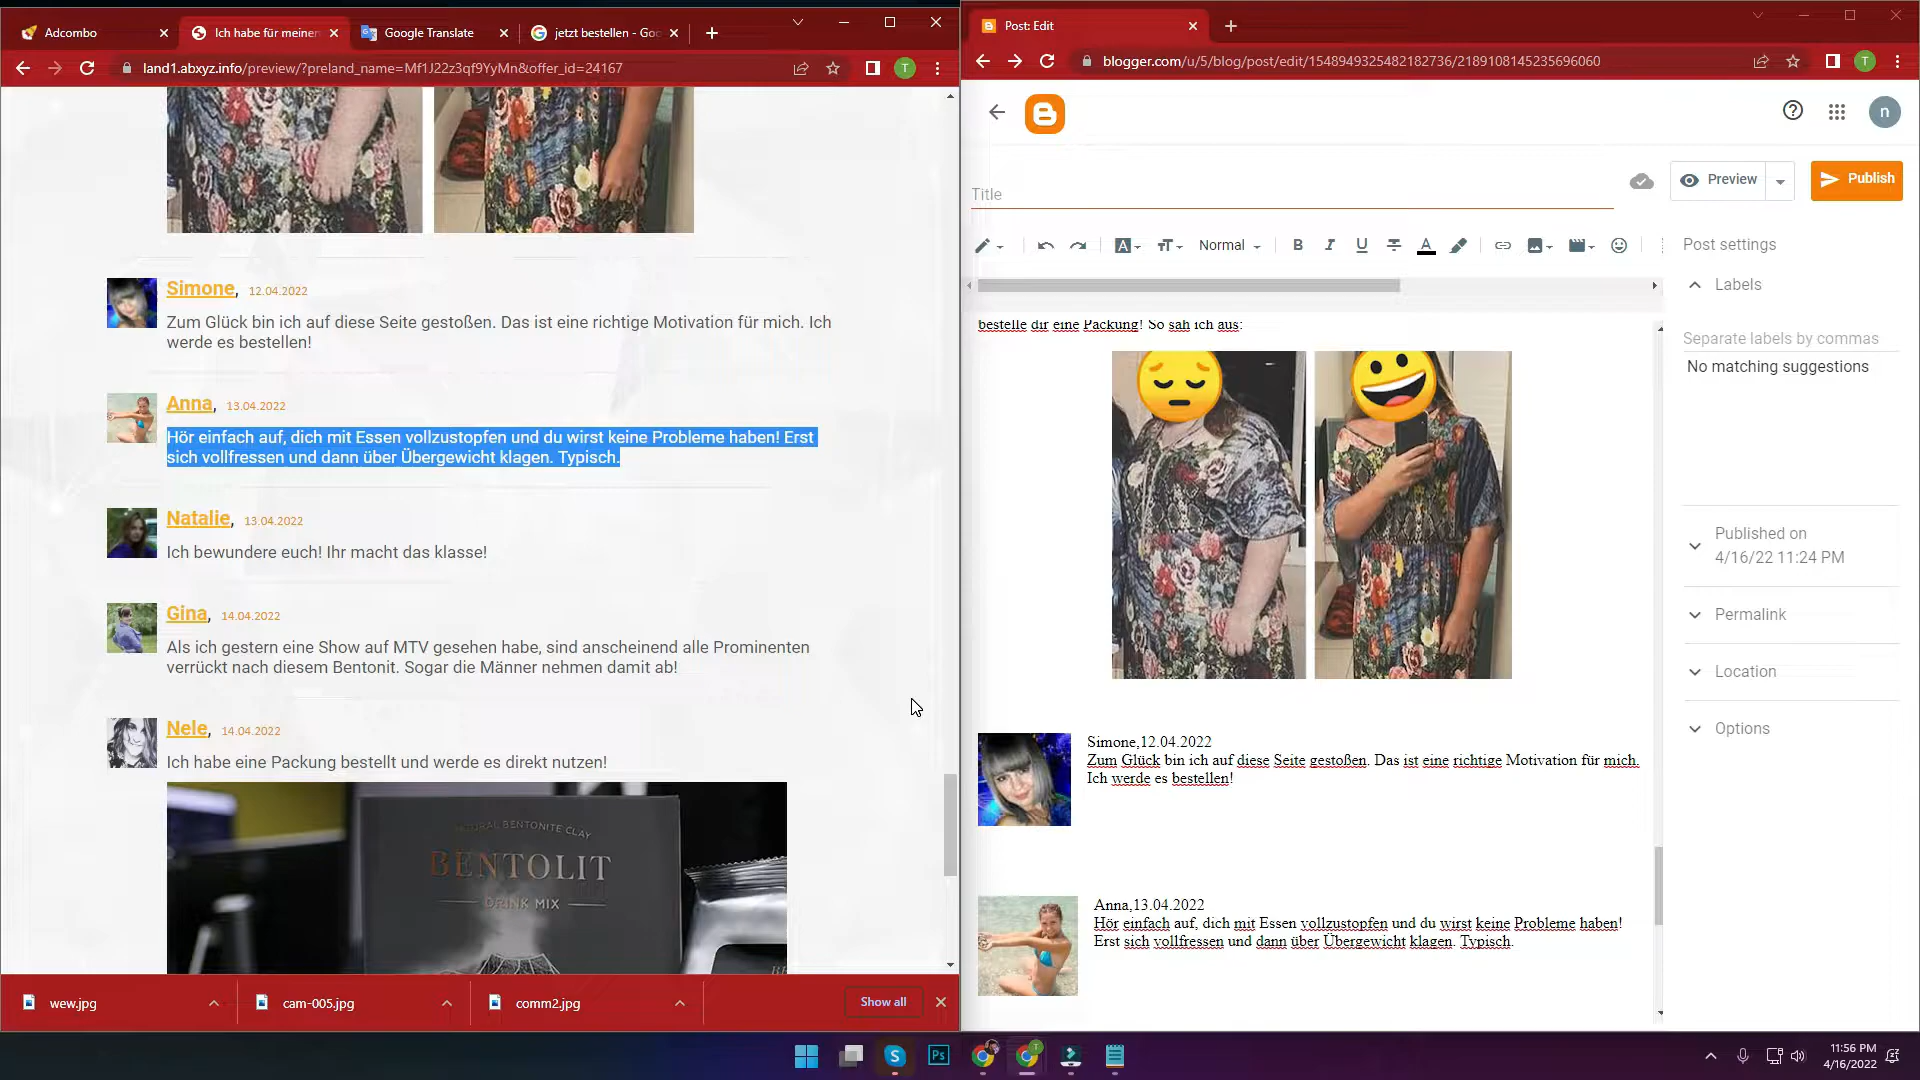 Adcombo
Ich habe für meinen
Google Translate
jetzt bestellen - Goo
land1.abxyz.info/preview/?preland_name=Mf1J22z3qf9YyMn&offer_id=24167
T
Simone, 12.04.2022
Zum Glück bin ich auf diese Seite gestoßen. Das ist eine richtige Motivation für mich. Ich
werde es bestellen!
Anna, 13.04.2022
Hör einfach auf, dich mit Essen vollzustopfen und du wirst keine Probleme haben! Erst
sich vollfressen und dann über Übergewicht klagen. Typisch.
Natalie, 13.04.2022
Ich bewundere euch! Ihr macht das klasse!
Gina, 14.04.2022
Als ich gestern eine Show auf MTV gesehen habe, sind anscheinend alle Prominenten
verrückt nach diesem Bentonit. Sogar die Männer nehmen damit ab!
Nele, 14.04.2022
Ich habe eine Packung bestellt und werde es direkt nutzen!
NATURAL BENTONITE CLAY
BENTOLIT
DRINK MIX
BE
wew.jpg
cam-005.jpg
comm2.jpg
Show all
Post: Edit
blogger.com/u/5/blog/post/edit/1548949325482182736/2189108145235696060
T
n
Title
Preview
Publish
Normal
B I U A
Post settings
Labels
Separate labels by commas
No matching suggestions
Published on
4/16/22 11:24 PM
Permalink
Location
Options
bestelle dir eine Packung! So sah ich aus:
Simone,12.04.2022
Zum Glück bin ich auf diese Seite gestoßen. Das ist eine richtige Motivation für mich.
Ich werde es bestellen!
Anna,13.04.2022
Hör einfach auf, dich mit Essen vollzustopfen und du wirst keine Probleme haben!
Erst sich vollfressen und dann über Übergewicht klagen. Typisch.
Ps
11:56 PM
4/16/2022